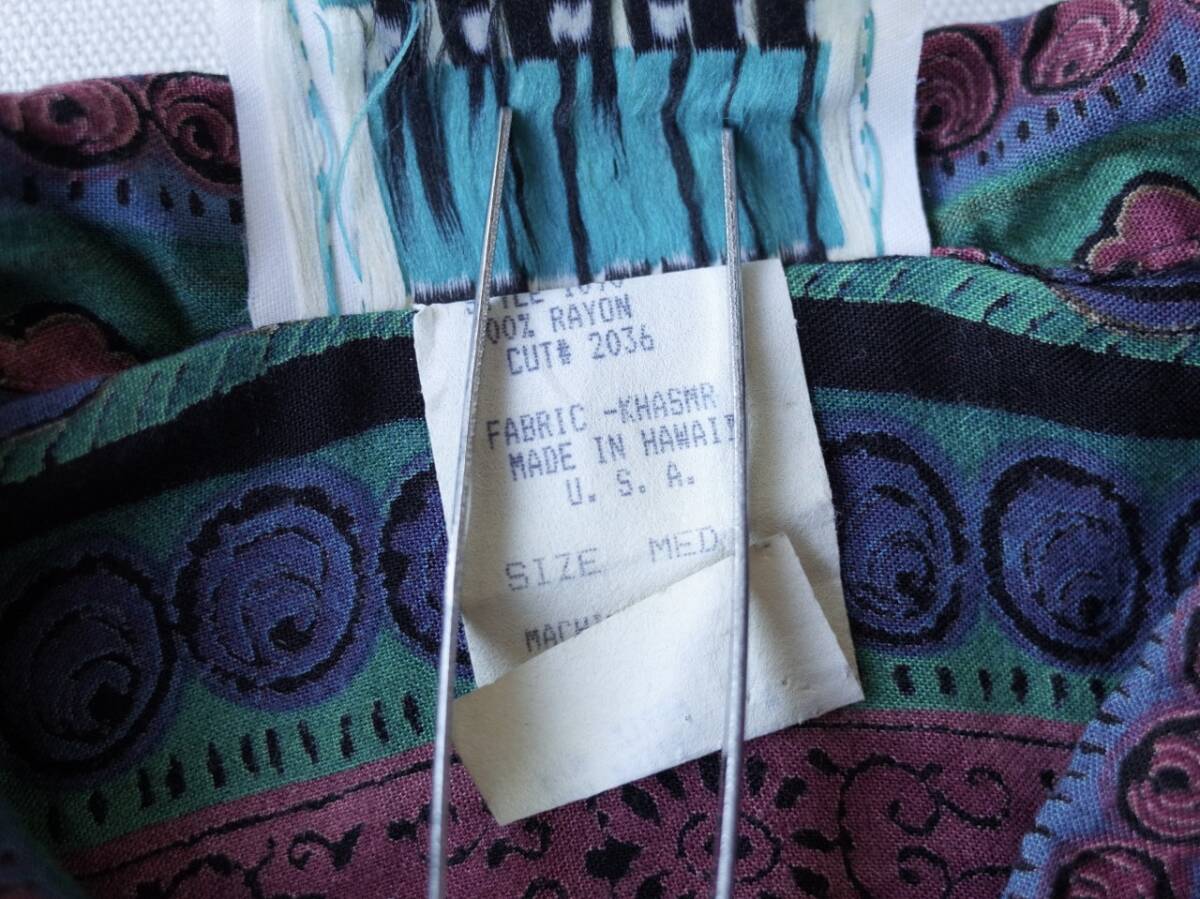 00% RAYON
CUT# 2036
FABRIC -KHASMR
MADE IN HAWAII
U. S. A.
SIZE MED